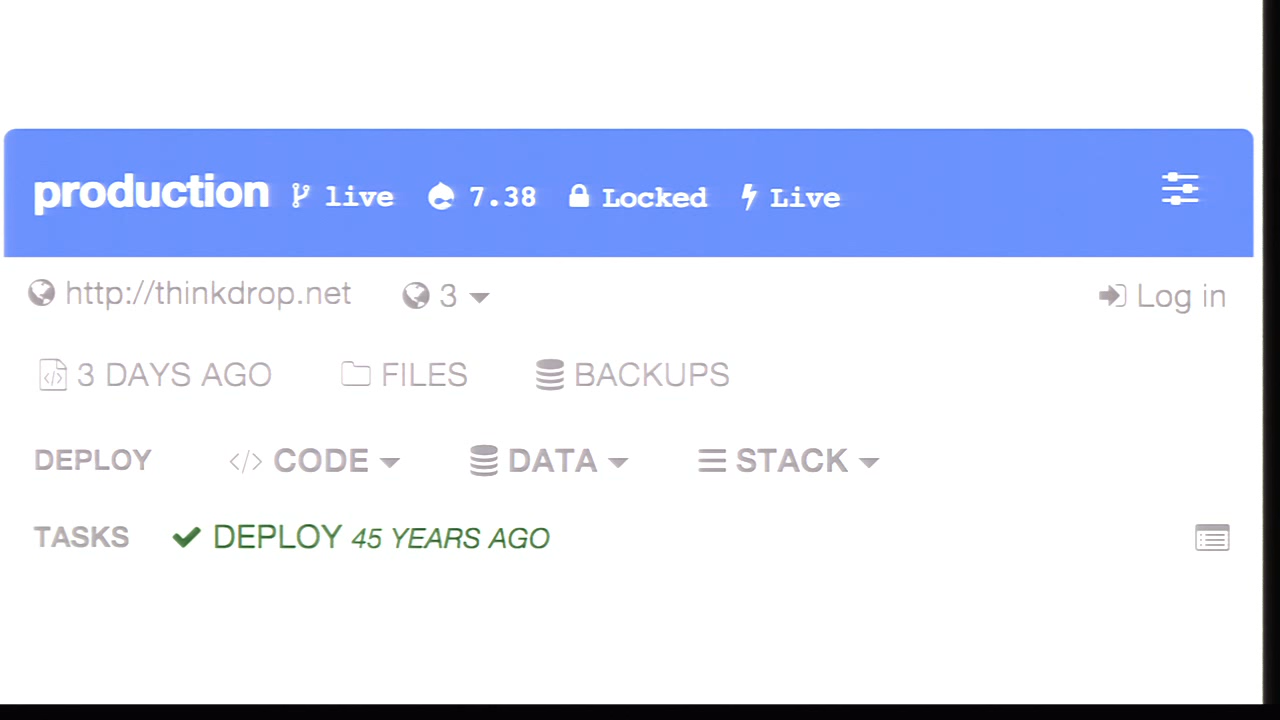 production live 7.38 Locked Live
http://thinkdrop.net 3 Log in
3 DAYS AGO FILES BACKUPS
DEPLOY </> CODE DATA STACK
TASKS DEPLOY 45 YEARS AGO